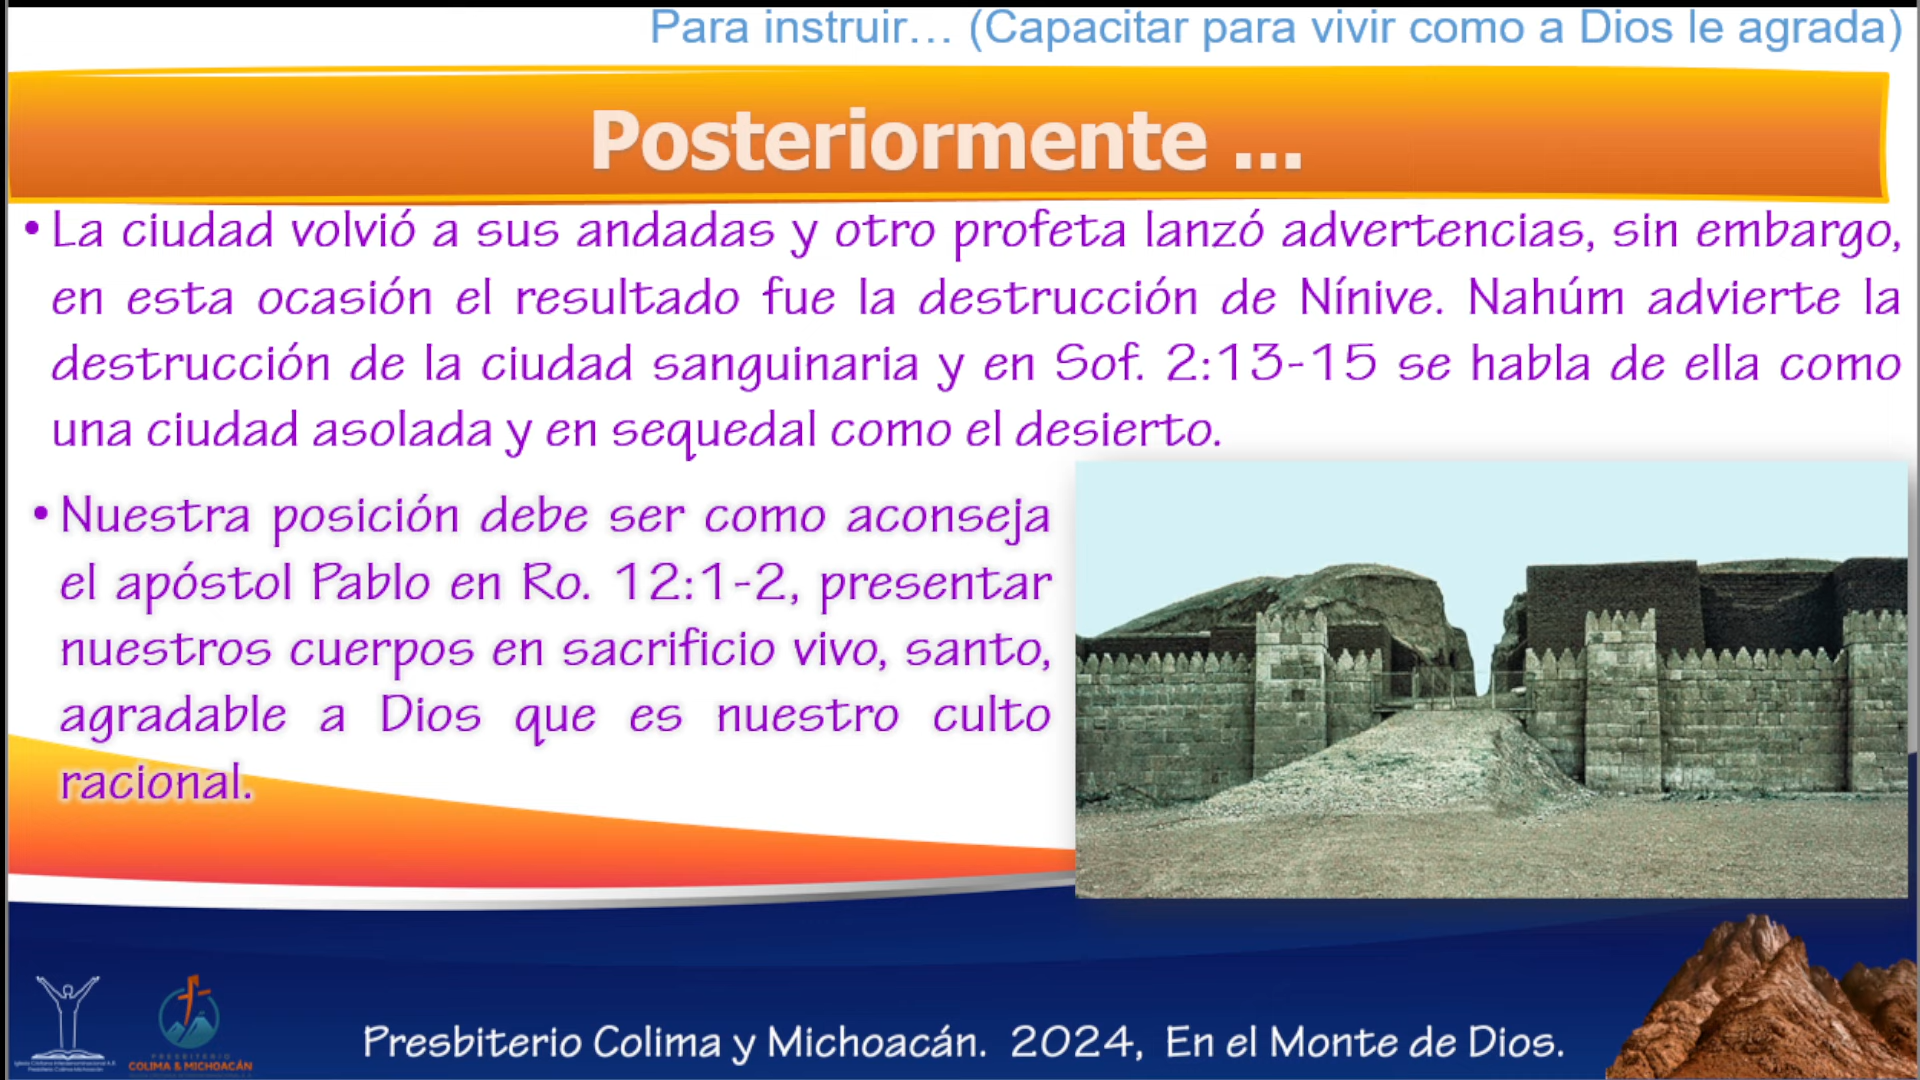 Para instruir… (Capacitar para vivir como a Dios le agrada)
Posteriormente ...
• La ciudad volvió a sus andadas y otro profeta lanzó advertencias, sin embargo,
en esta ocasión el resultado fue la destrucción de Nínive. Nahúm advierte la
destrucción de la ciudad sanguinaria y en Sof. 2:13-15 se habla de ella como
una ciudad asolada y en sequedal como el desierto.
• Nuestra posición debe ser como aconseja
el apóstol Pablo en Ro. 12:1-2, presentar
nuestros cuerpos en sacrificio vivo, santo,
agradable a Dios que es nuestro culto
racional.
PRESBITERIO
COLIMA & MICHOACÁN
Presbiterio Colima y Michoacán. 2024, En el Monte de Dios.